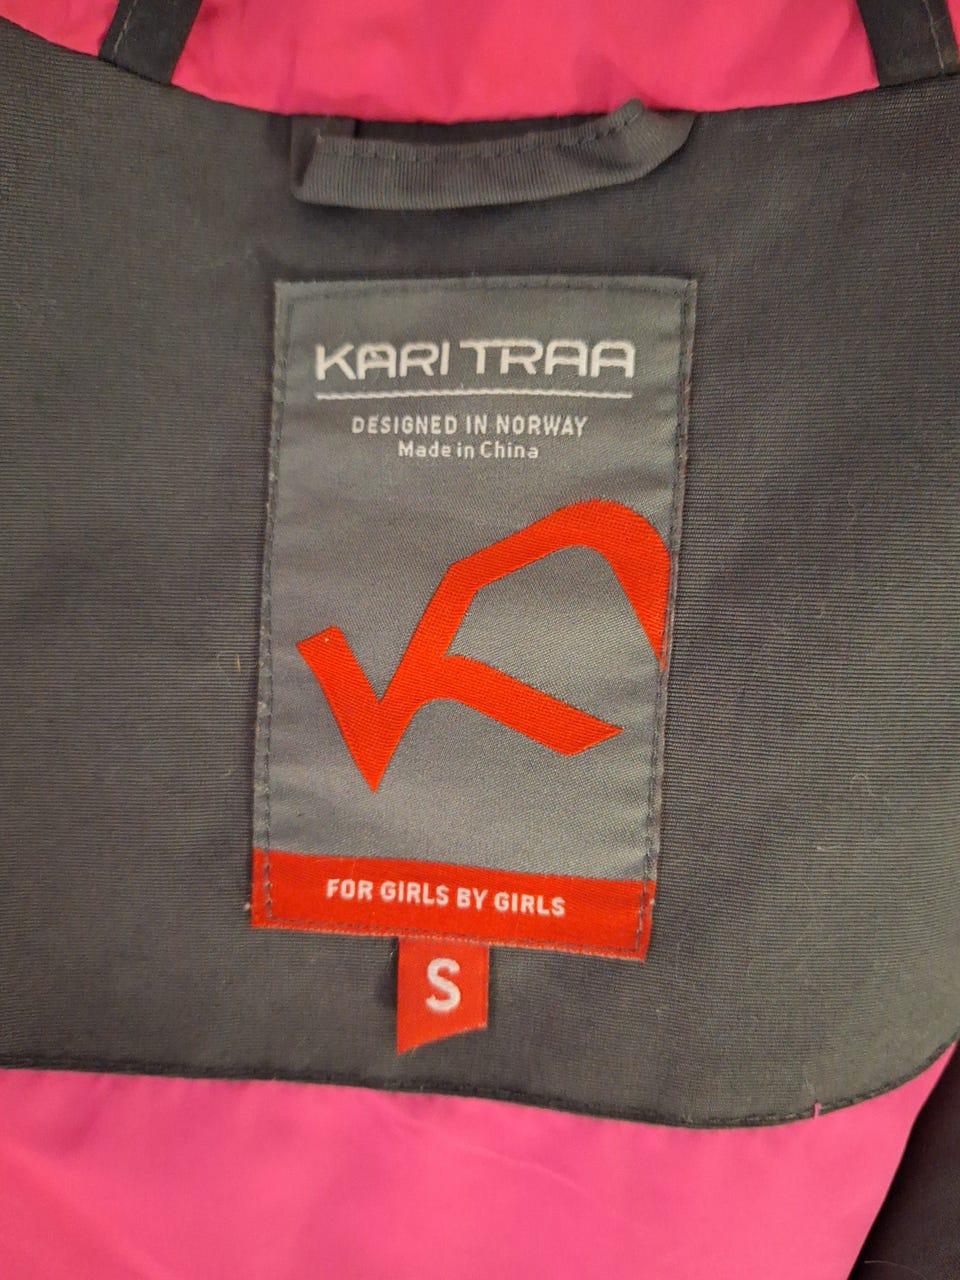 KARI TRAA
DESIGNED IN NORWAY
Made in China
FOR GIRLS BY GIRLS
S